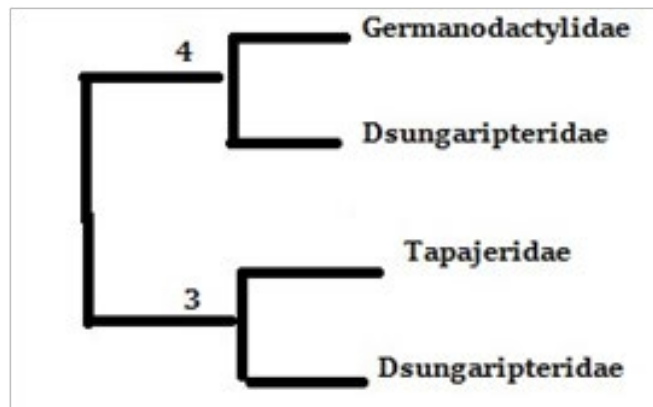 Germanodactylidae
4
Dsungaripteridae
Tapajeridae
3
Dsungaripteridae